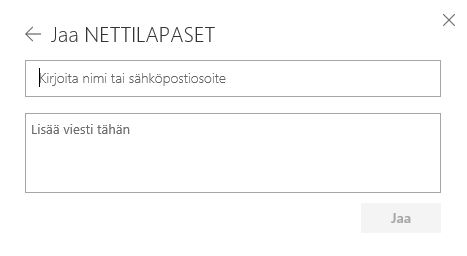 Jaa NETTILAPASET
Kirjoita nimi tai sähköpostiosoite
Lisää viesti tähän
Jaa